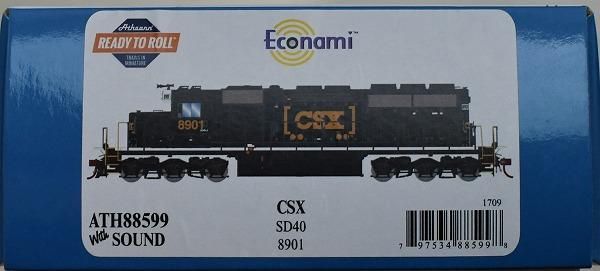 Athearn
READY TO ROLL
TRAINS IN
MINIATURE
Econami™
8901
CSX
ATH88599
With SOUND
CSX
SD40
8901
1709
7 97534 88599 8